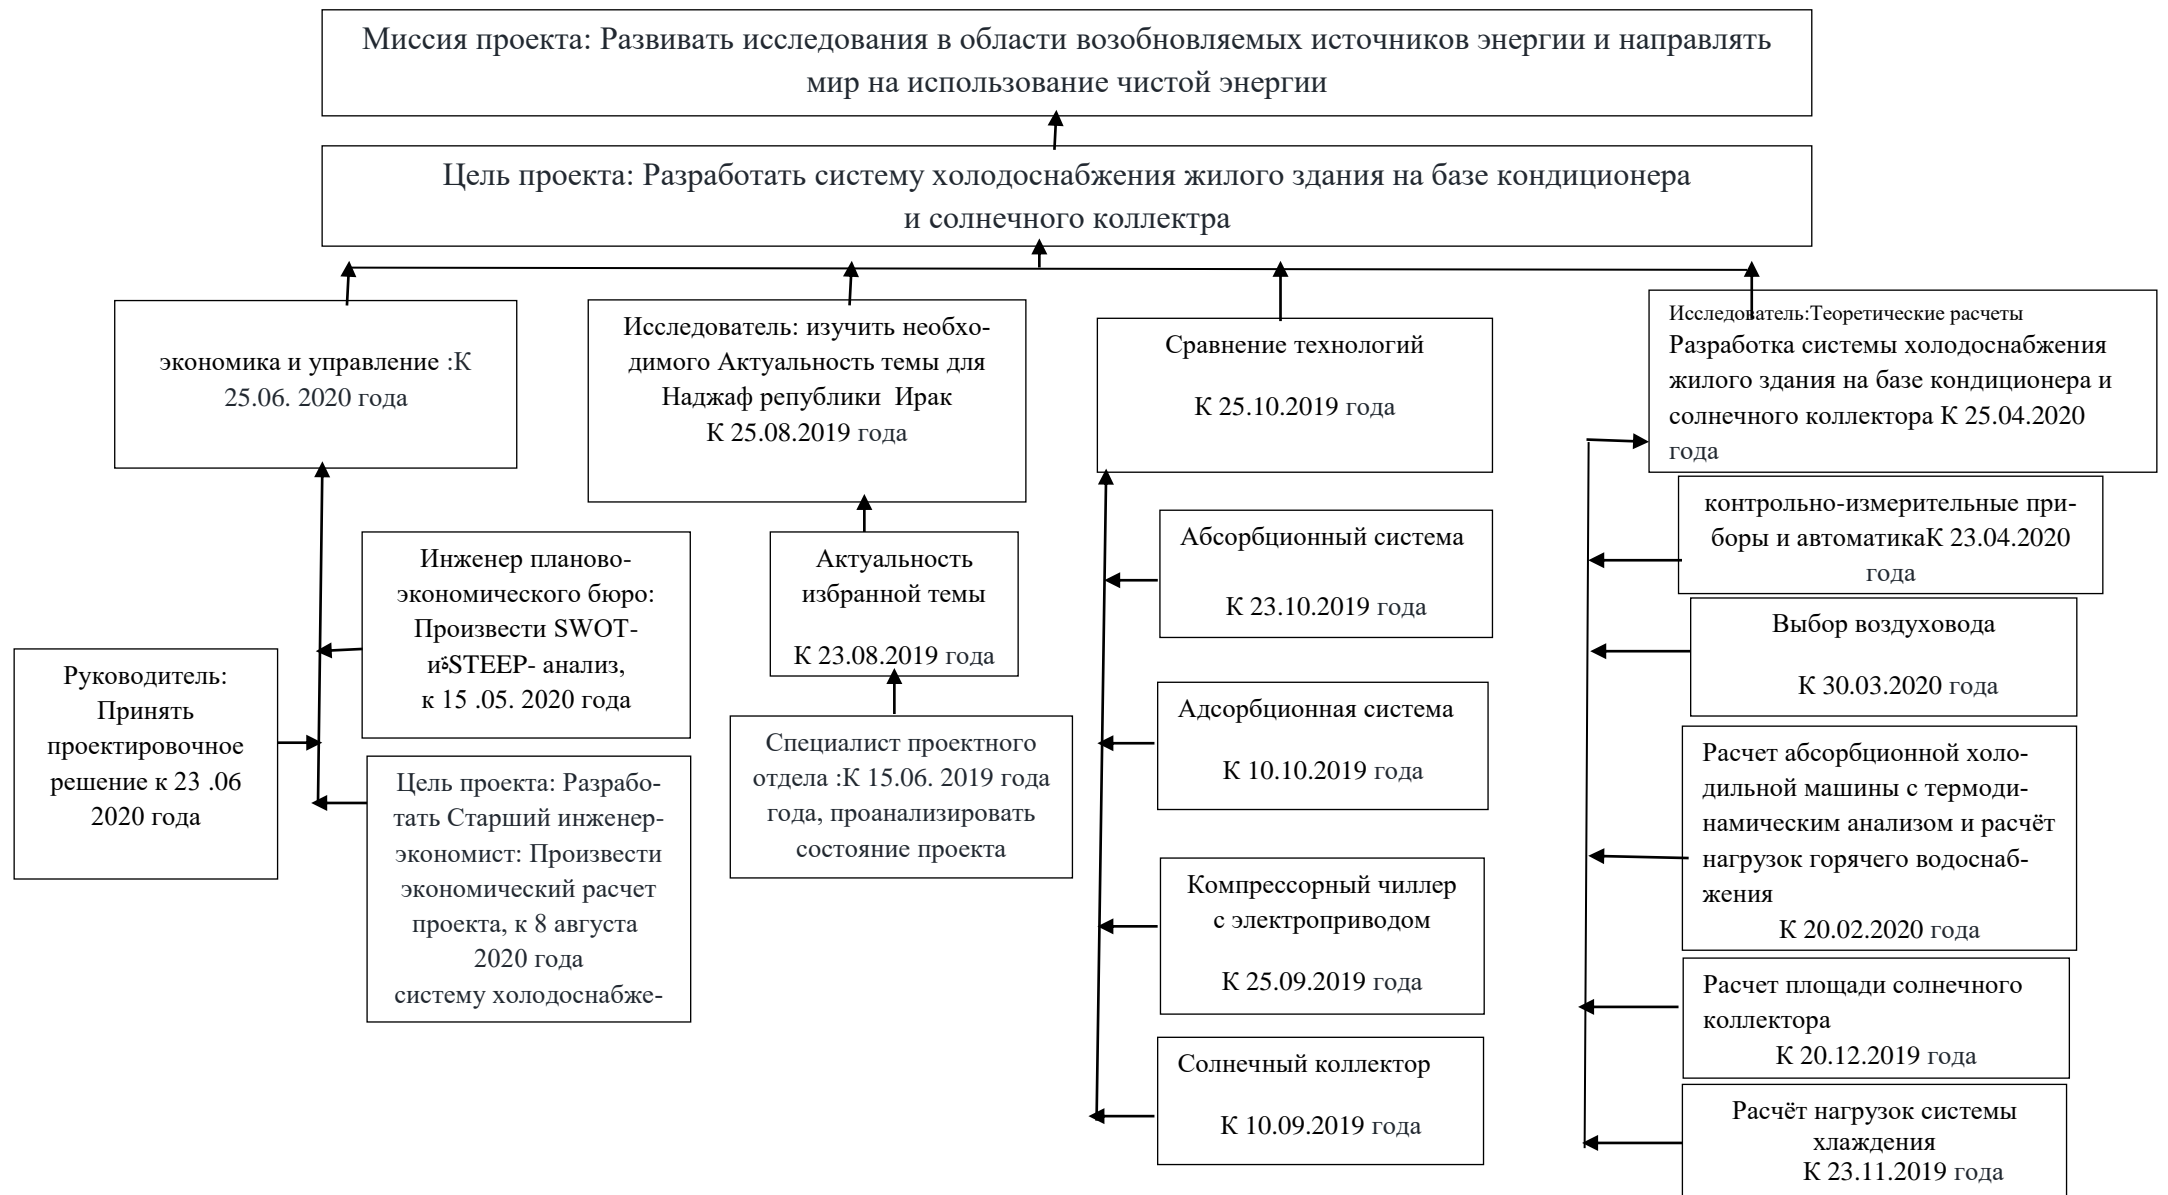 Миссия проекта: Развивать исследования в области возобновляемых источников энергии и направлять
мир на использование чистой энергии
Цель проекта: Разработать систему холодоснабжения жилого здания на базе кондиционера
и солнечного коллектра
экономика и управление :К
25.06. 2020 года
Руководитель:
Принять
проектировочное
решение к 23 .06
2020 года
Инженер планово-
экономического бюро:
Произвести SWOT-
и STEEP- анализ,
к 15 .05. 2020 года
Цель проекта: Разрабо-
тать Старший инженер-
экономист: Произвести
экономический расчет
проекта, к 8 августа
2020 года
систему холодоснабже-
Исследователь: изучить необхо-
димого Актуальность темы для
Наджаф републики Ирак
К 25.08.2019 года
Актуальность
избранной темы
К 23.08.2019 года
Специалист проектного
отдела :К 15.06. 2019 года
года, проанализировать
состояние проекта
Сравнение технологий
К 25.10.2019 года
Абсорбционный система
К 23.10.2019 года
Адсорбционная система
К 10.10.2019 года
Компрессорный чиллер
с электроприводом
К 25.09.2019 года
Солнечный коллектор
К 10.09.2019 года
Исследователь:Теоретические расчеты
Разработка системы холодоснабжения
жилого здания на базе кондиционера и
солнечного коллектора К 25.04.2020
года
контрольно-измерительные при-
боры и автоматикаК 23.04.2020
года
Выбор воздуховода
К 30.03.2020 года
Расчет абсорбционной холо-
дильной машины с термоди-
намическим анализом и расчёт
нагрузок горячего водоснаб-
жения
К 20.02.2020 года
Расчет площади солнечного
коллектора
К 20.12.2019 года
Расчёт нагрузок системы
хлаждения
К 23.11.2019 года